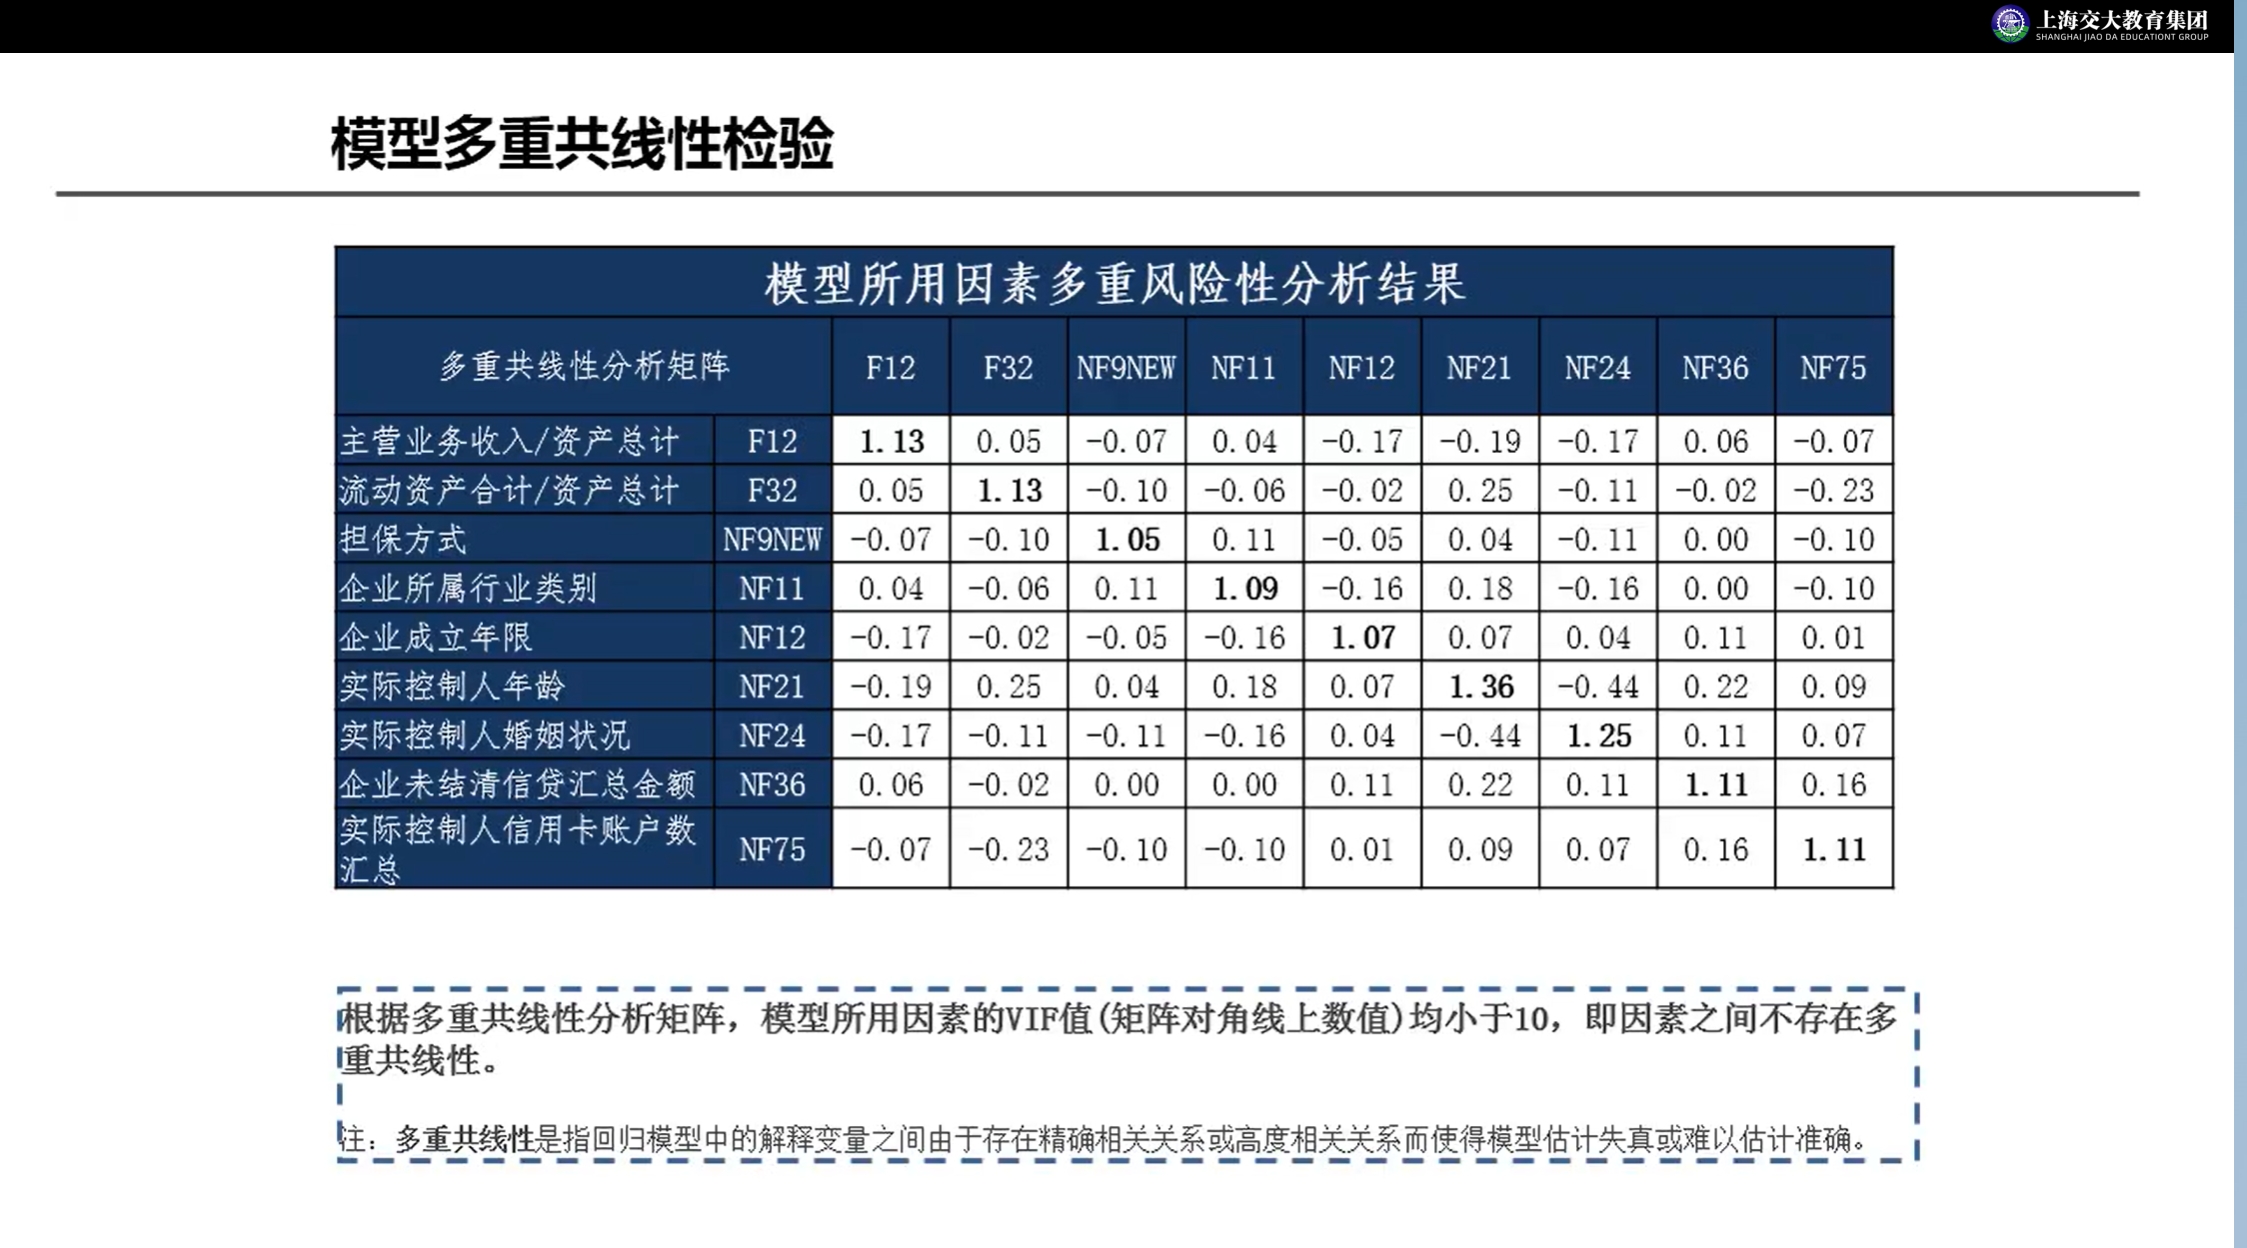 上海交大教育集团
SHANGHAI JIAO DA EDUCATIONT GROUP
模型多重共线性检验
模型所用因素多重风险性分析结果
多重共线性分析矩阵 F12 F32 NF9NEW NF11 NF12 NF21 NF24 NF36 NF75
主营业务收入/资产总计 F12 1.13 0.05 -0.07 0.04 -0.17 -0.19 -0.17 0.06 -0.07
流动资产合计/资产总计 F32 0.05 1.13 -0.10 -0.06 -0.02 0.25 -0.11 -0.02 -0.23
担保方式 NF9NEW -0.07 -0.10 1.05 0.11 -0.05 0.04 -0.11 0.00 -0.10
企业所属行业类别 NF11 0.04 -0.06 0.11 1.09 -0.16 0.18 -0.16 0.00 -0.10
企业成立年限 NF12 -0.17 -0.02 -0.05 -0.16 1.07 0.07 0.04 0.11 0.01
实际控制人年龄 NF21 -0.19 0.25 0.04 0.18 0.07 1.36 -0.44 0.22 0.09
实际控制人婚姻状况 NF24 -0.17 -0.11 -0.11 -0.16 0.04 -0.44 1.25 0.11 0.07
企业未结清信贷汇总金额 NF36 0.06 -0.02 0.00 0.00 0.11 0.22 0.11 1.11 0.16
实际控制人信用卡账户数
汇总 NF75 -0.07 -0.23 -0.10 -0.10 0.01 0.09 0.07 0.16 1.11
根据多重共线性分析矩阵，模型所用因素的VIF值(矩阵对角线上数值)均小于10，即因素之间不存在多
重共线性。
注：多重共线性是指回归模型中的解释变量之间由于存在精确相关关系或高度相关关系而使得模型估计失真或难以估计准确。